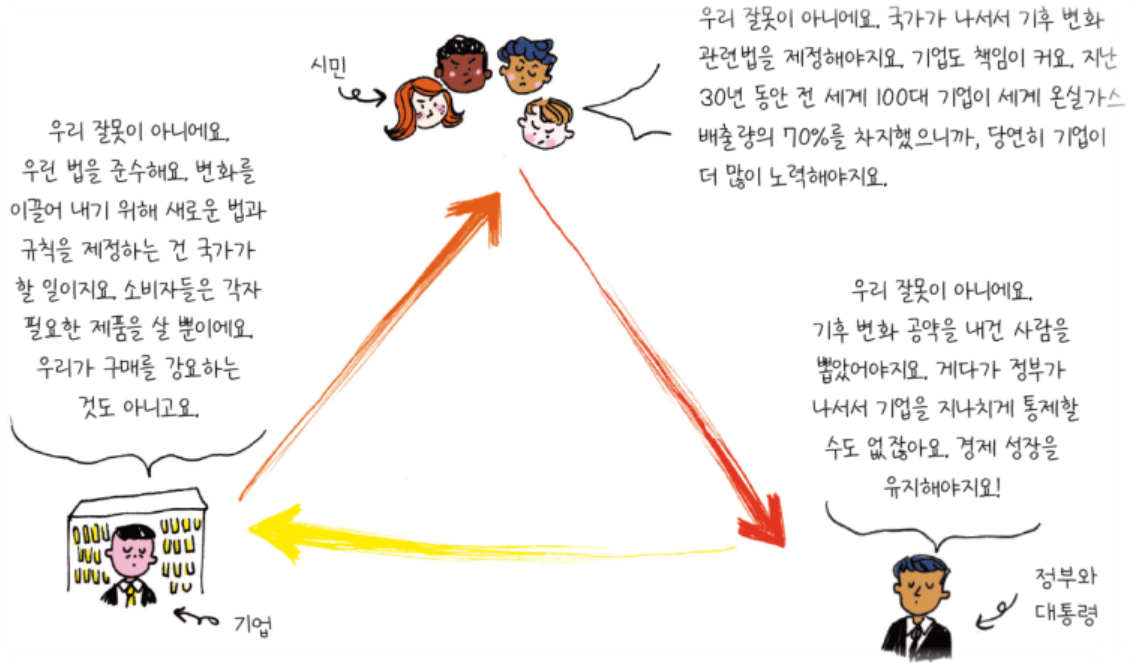 우리 잘못이 아니에요. 국가가 나서서 기후 변화
관련법을 제정해야지요. 기업도 책임이 커요. 지난
30년 동안 전 세계 100대 기업이 세계 온실가스
배출량의 70%를 차지했으니까, 당연히 기업이
더 많이 노력해야지요.
시민
우리 잘못이 아니에요.
우린 법을 준수해요. 변화를
이끌어 내기 위해 새로운 법과
규칙을 제정하는 건 국가가
할 일이지요. 소비자들은 각자
필요한 제품을 살 뿐이에요.
우리가 구매를 강요하는
것도 아니고요.
기업
우리 잘못이 아니에요.
기후 변화 공약을 내건 사람을
뽑았어야지요. 게다가 정부가
나서서 기업을 지나치게 통제할
수도 없잖아요. 경제 성장을
유지해야지요!
정부와
대통령